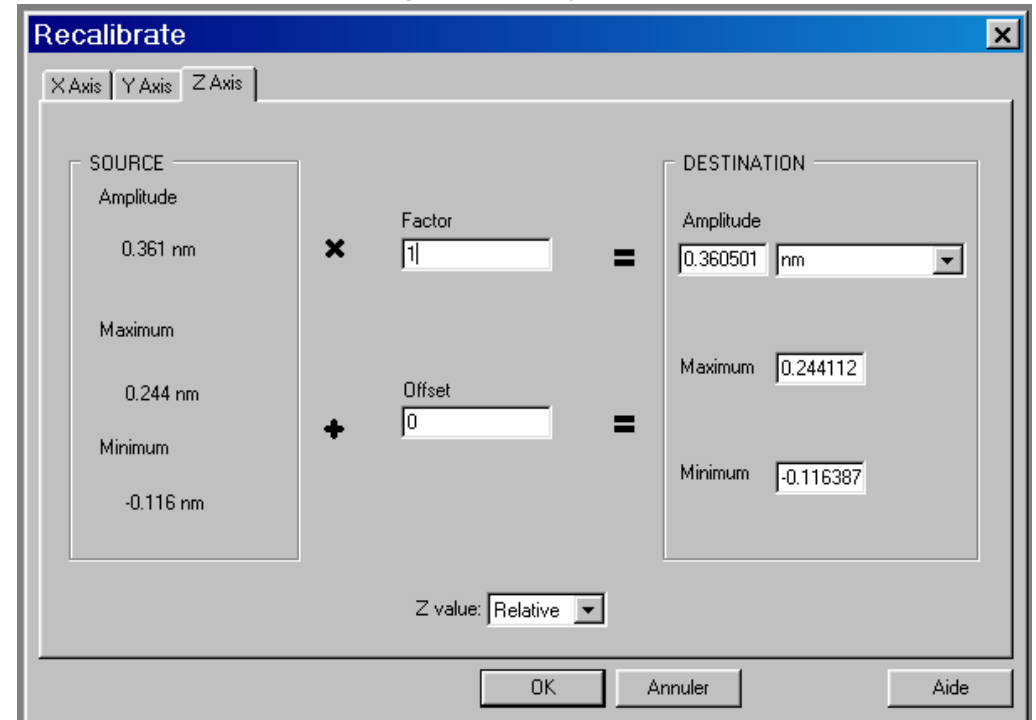 Recalibrate
X Axis Y Axis Z Axis
SOURCE
Amplitude
0.361 nm
Maximum
0.244 nm
Minimum
-0.116 nm
Factor
1
Offset
0
DESTINATION
Amplitude
0.360501 nm
Maximum 0.244112
Minimum -0.116387
Z value: Relative
OK Annuler Aide